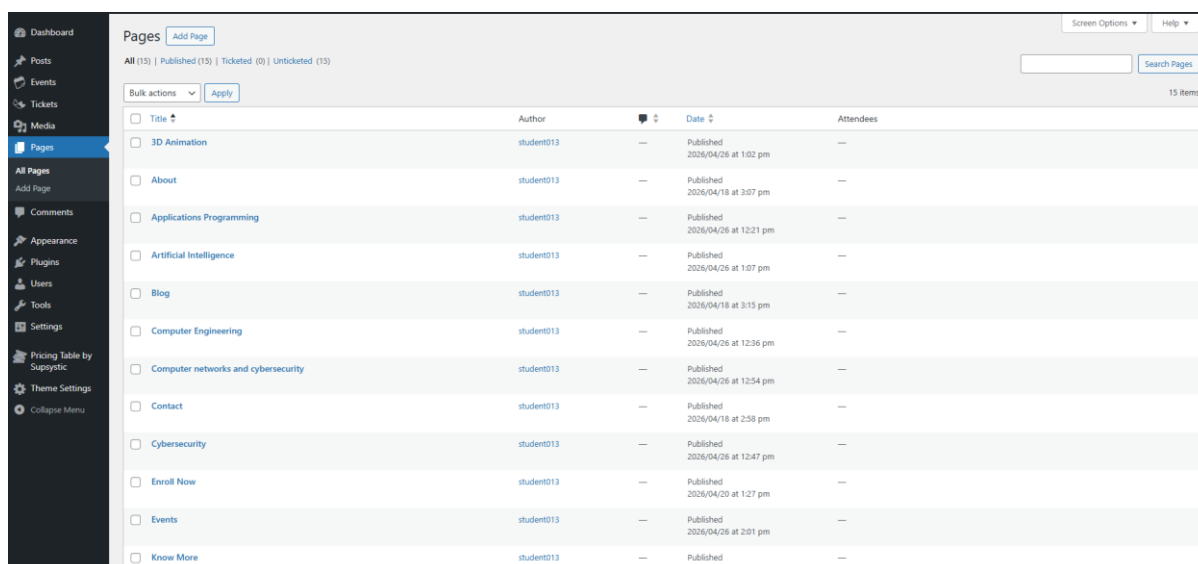 Dashboard
Posts
Events
Tickets
Media
Pages
All Pages
Add Page
Comments
Appearance
Plugins
Users
Tools
Settings
Pricing Table by
Supsystic
Theme Settings
Collapse Menu
Screen Options ▼ Help ▼
Pages Add Page
All (15) | Published (15) | Ticketed (0) | Unticketed (15)
Search Pages
Bulk actions Apply
15 items
Title Author Date Attendees
3D Animation student013 — Published —
2026/04/26 at 1:02 pm
About student013 — Published —
2026/04/18 at 3:07 pm
Applications Programming student013 — Published —
2026/04/26 at 12:21 pm
Artificial Intelligence student013 — Published —
2026/04/26 at 1:07 pm
Blog student013 — Published —
2026/04/18 at 3:15 pm
Computer Engineering student013 — Published —
2026/04/26 at 12:36 pm
Computer networks and cybersecurity student013 — Published —
2026/04/26 at 12:54 pm
Contact student013 — Published —
2026/04/18 at 2:58 pm
Cybersecurity student013 — Published —
2026/04/26 at 12:47 pm
Enroll Now student013 — Published —
2026/04/20 at 1:27 pm
Events student013 — Published —
2026/04/26 at 2:01 pm
Know More student013 — Published —